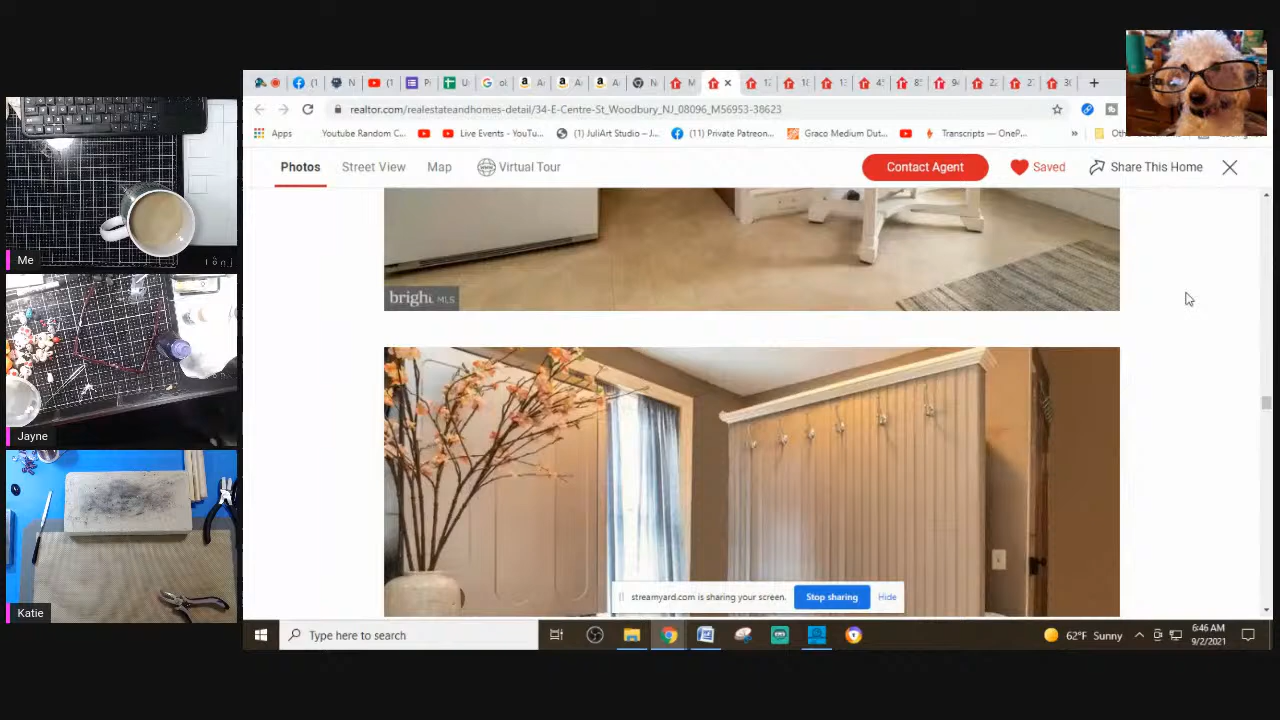 Me
Jayne
Katie
realtor.com/realestateandhomes-detail/34-E-Centre-St_Woodbury_NJ_08096_M56953-38623
Apps
Youtube Random C...
Live Events - YouTu...
(1) JuliArt Studio – J...
(11) Private Patreon...
Graco Medium Dut...
Transcripts — OneP...
»
Photos
Street View
Map
Virtual Tour
Contact Agent
Saved
Share This Home
bright MLS
streamyard.com is sharing your screen.
Stop sharing
Hide
Type here to search
62°F Sunny
6:46 AM
9/2/2021